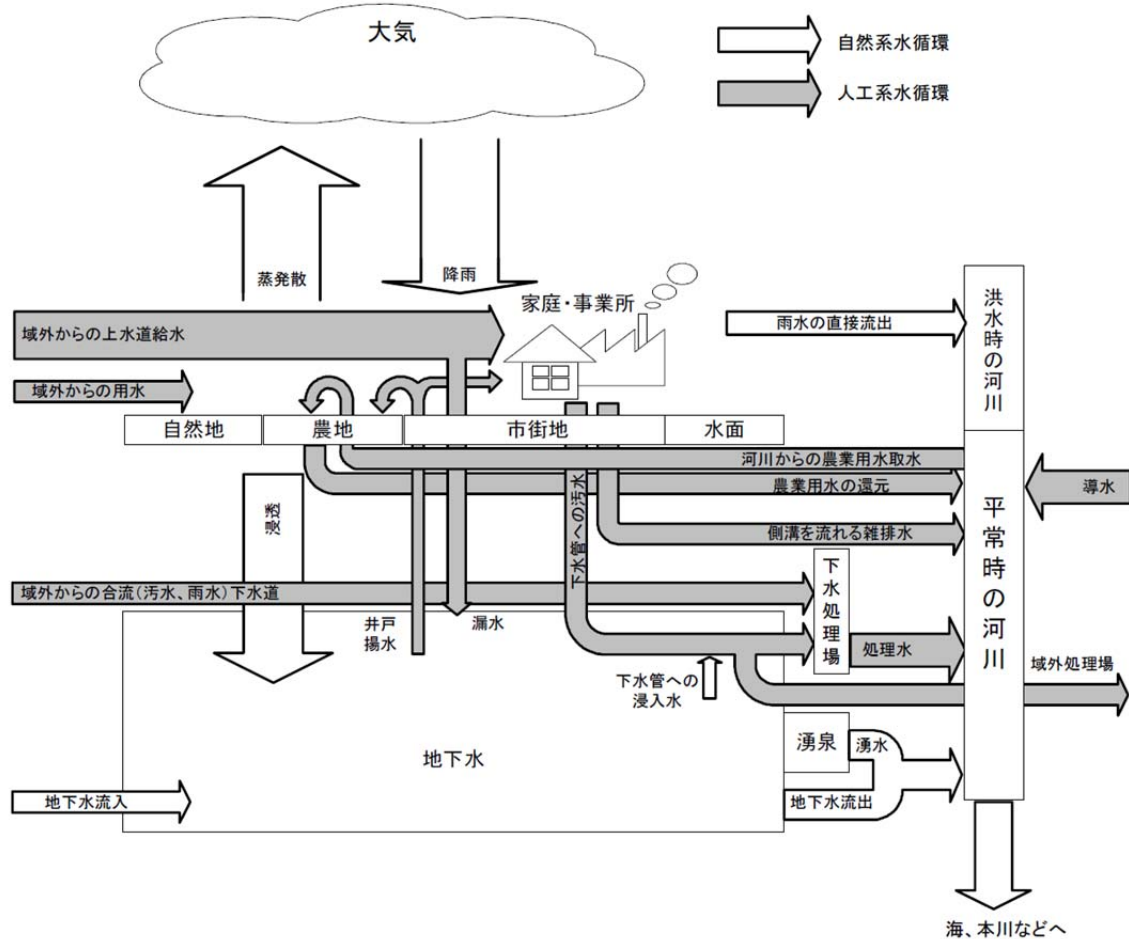 大気
自然系水循環
人工系水循環
蒸発散
降雨
家庭・事業所
域外からの上水道給水
雨水の直接流出
洪水時の河川
域外からの用水
自然地
農地
市街地
水面
河川からの農業用水取水
農業用水の還元
導水
平常時の河川
浸透
下水管への汚水
側溝を流れる雑排水
域外からの合流(汚水、雨水)下水道
下水処理場
井戸
揚水
漏水
処理水
域外処理場
下水管への
浸入水
地下水
湧泉
湧水
地下水流入
地下水流出
海、本川などへ